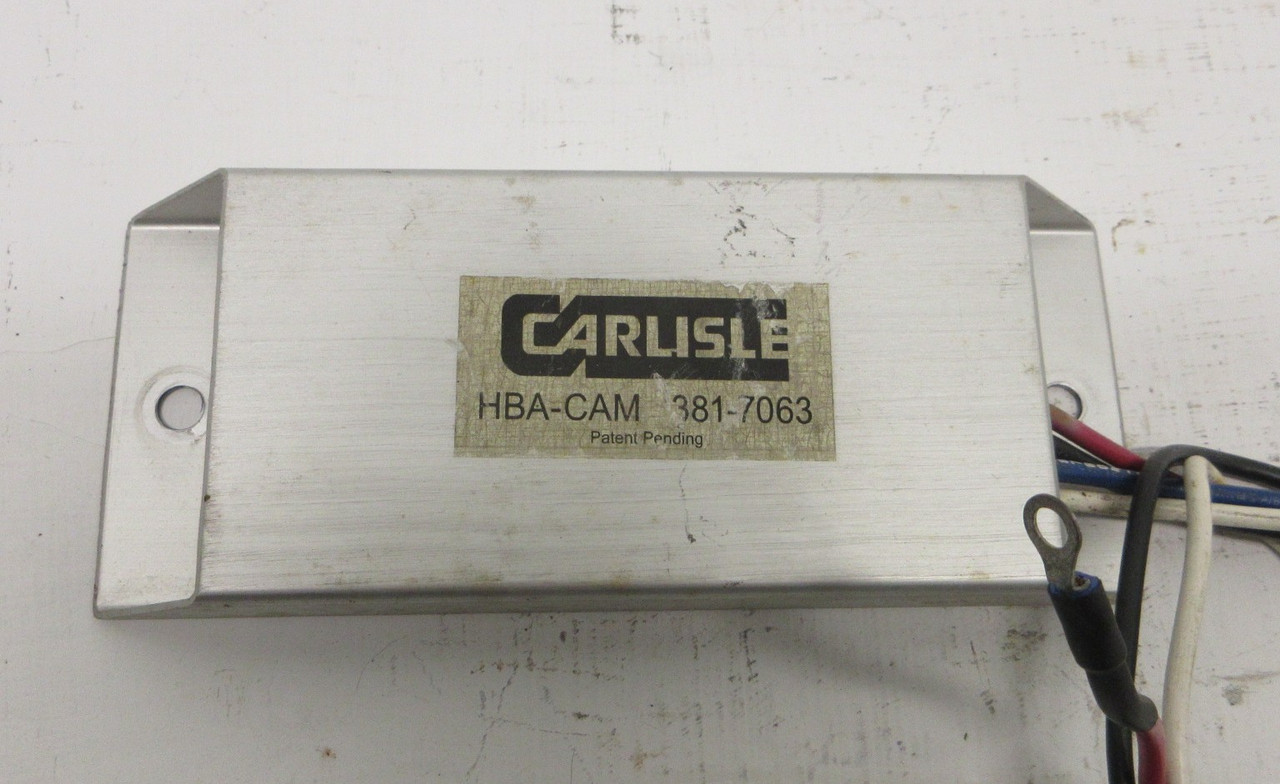 CARLISLE
HBA-CAM 381-7063
Patent Pending